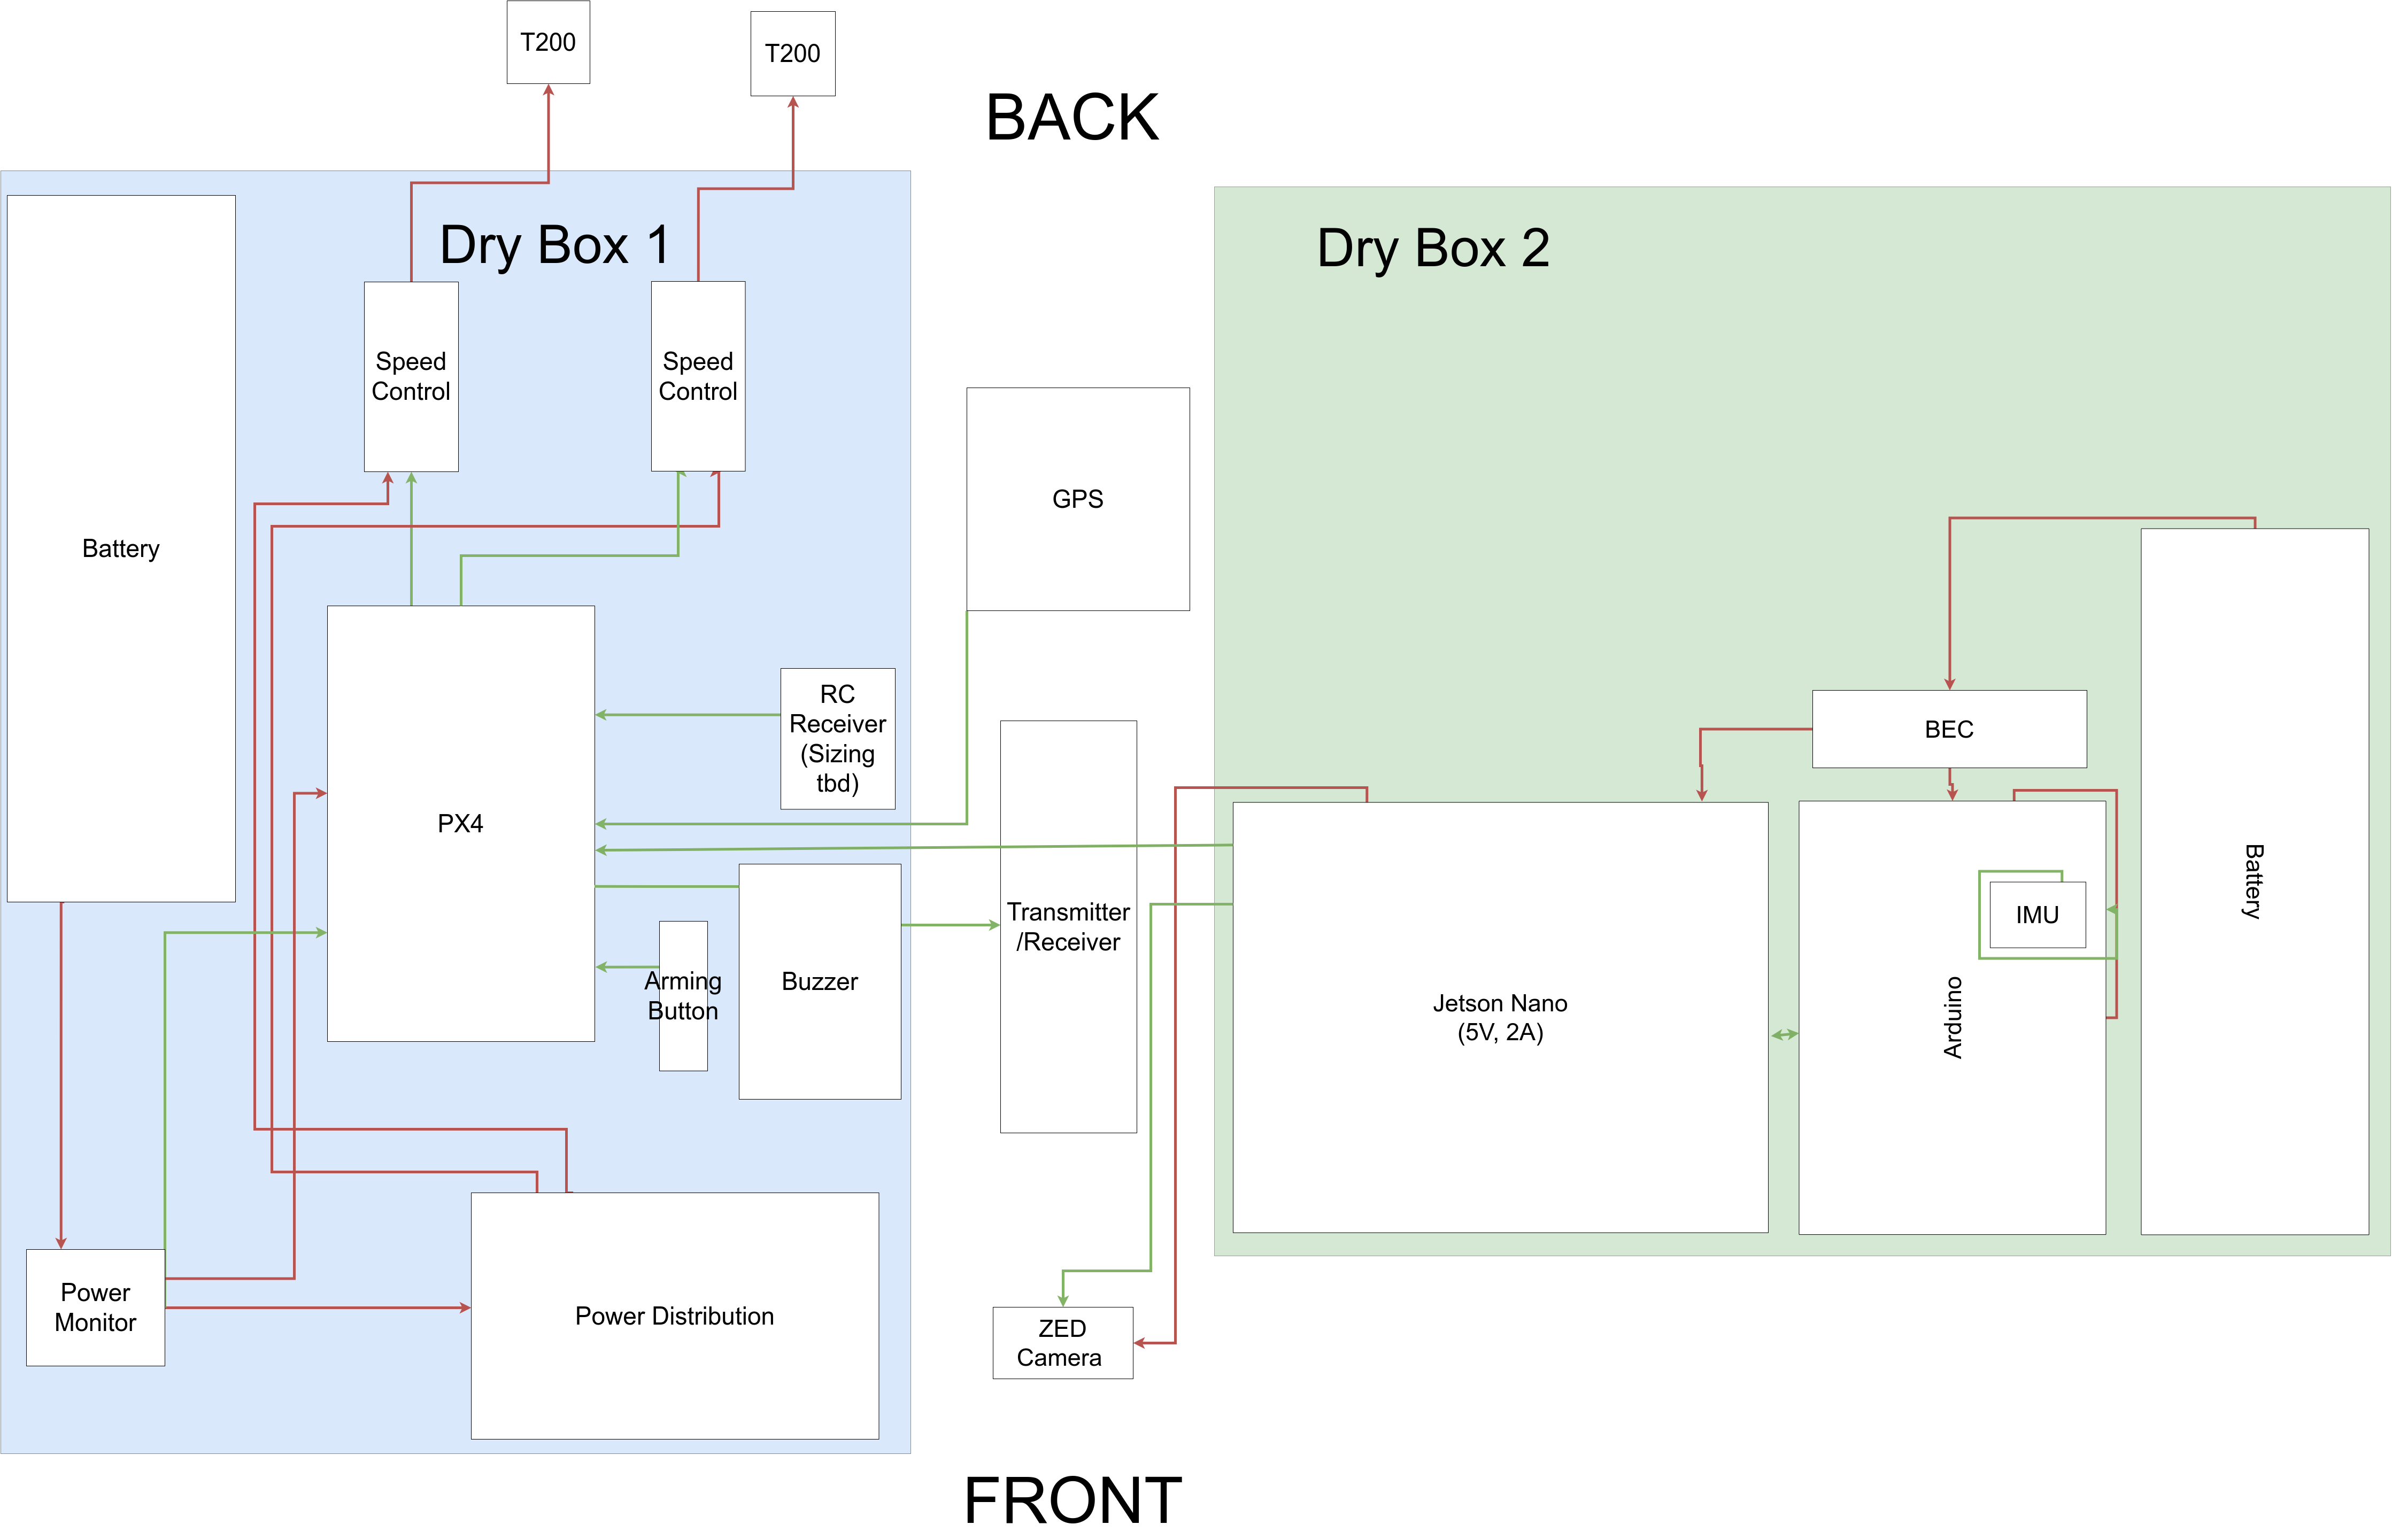 T200
T200
BACK
Dry Box 1
Dry Box 2
Battery
Speed
Control
Speed
Control
GPS
RC
Receiver
(Sizing
tbd)
PX4
BEC
Transmitter
/Receiver
Arming
Button
Buzzer
Jetson Nano
(5V, 2A)
IMU
Arduino
Battery
Power
Monitor
Power Distribution
ZED
Camera
FRONT